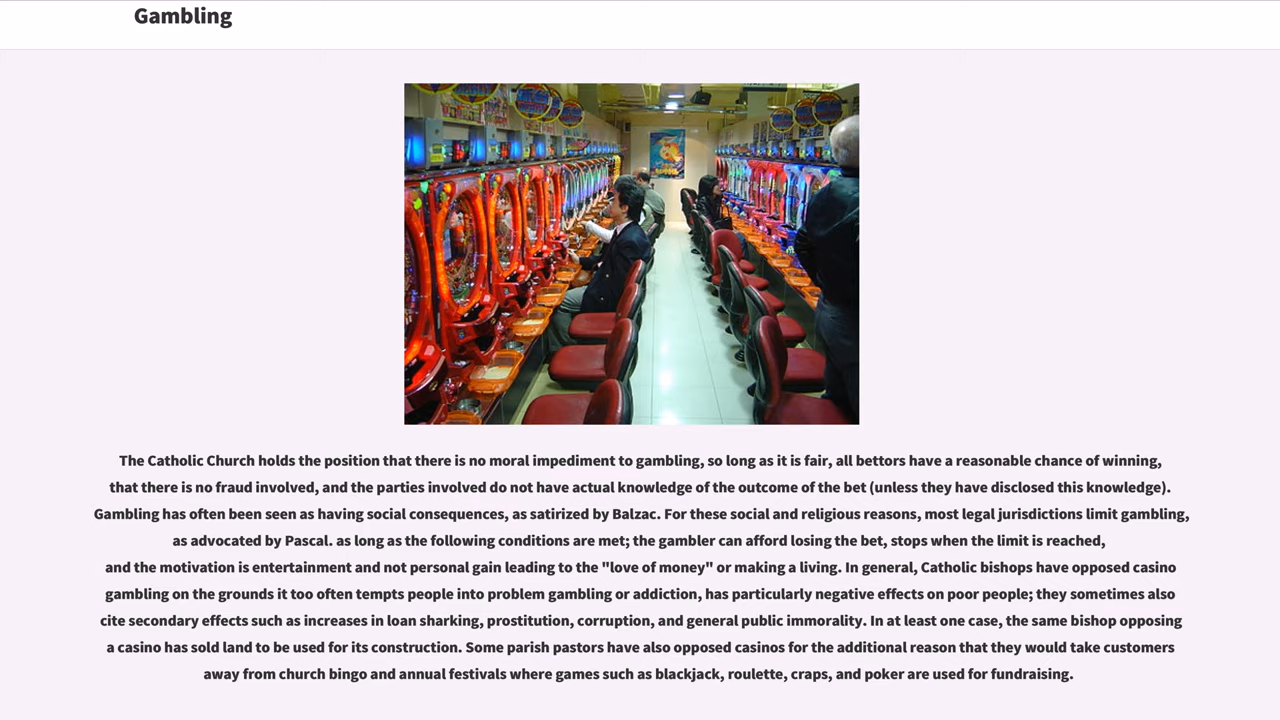 Gambling
The Catholic Church holds the position that there is no moral impediment to gambling, so long as it is fair, all bettors have a reasonable chance of winning,
that there is no fraud involved, and the parties involved do not have actual knowledge of the outcome of the bet (unless they have disclosed this knowledge).
Gambling has often been seen as having social consequences, as satirized by Balzac. For these social and religious reasons, most legal jurisdictions limit gambling,
as advocated by Pascal. as long as the following conditions are met; the gambler can afford losing the bet, stops when the limit is reached,
and the motivation is entertainment and not personal gain leading to the "love of money" or making a living. In general, Catholic bishops have opposed casino
gambling on the grounds it too often tempts people into problem gambling or addiction, has particularly negative effects on poor people; they sometimes also
cite secondary effects such as increases in loan sharking, prostitution, corruption, and general public immorality. In at least one case, the same bishop opposing
a casino has sold land to be used for its construction. Some parish pastors have also opposed casinos for the additional reason that they would take customers
away from church bingo and annual festivals where games such as blackjack, roulette, craps, and poker are used for fundraising.